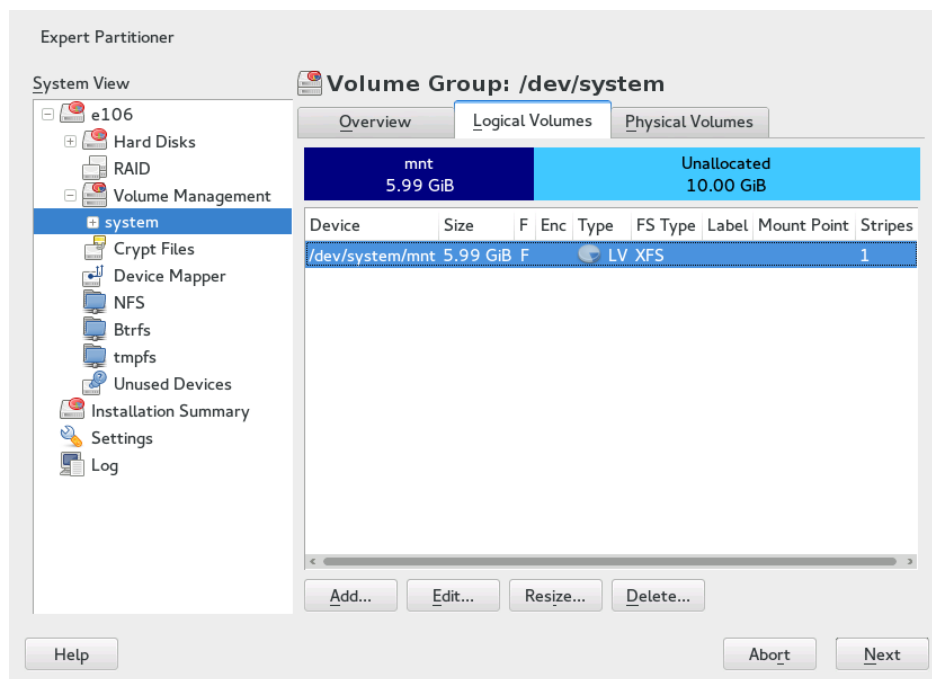 Expert Partitioner
System View
e106
Hard Disks
RAID
Volume Management
system
Crypt Files
Device Mapper
NFS
Btrfs
tmpfs
Unused Devices
Installation Summary
Settings
Log
Volume Group: /dev/system
Overview Logical Volumes Physical Volumes
mnt Unallocated
5.99 GiB 10.00 GiB
Device Size F Enc Type FS Type Label Mount Point Stripes
/dev/system/mnt 5.99 GiB F LV XFS 1
Add... Edit... Resize... Delete...
Help Abort Next